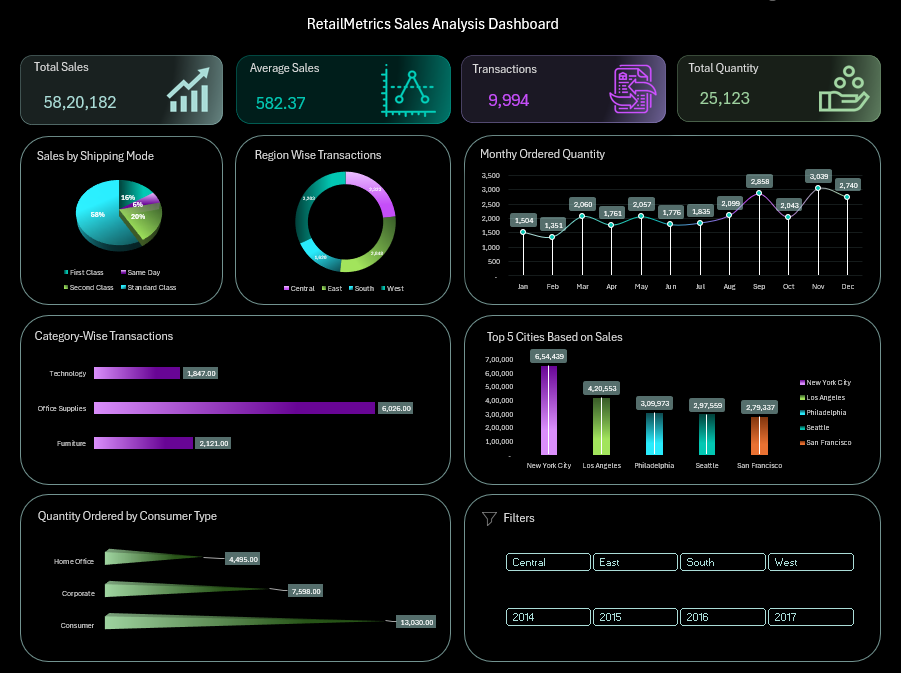 RetailMetrics Sales Analysis Dashboard
Total Sales
58,20,182
Average Sales
582.37
Transactions
9,994
Total Quantity
25,123
Sales by Shipping Mode
16%
6%
20%
58%
First Class
Same Day
Second Class
Standard Class
Region Wise Transactions
Central
East
South
West
Monthy Ordered Quantity
3,500
3,000
2,500
2,000
1,500
1,000
500
-
1,504
1,351
2,060
1,761
2,057
1,776
1,835
2,099
2,858
2,043
3,039
2,740
Jan
Feb
Mar
Apr
May
Jun
Jul
Aug
Sep
Oct
Nov
Dec
Category-Wise Transactions
Technology
1,847.00
Office Supplies
6,026.00
Furniture
2,121.00
Top 5 Cities Based on Sales
7,00,000
6,00,000
5,00,000
4,00,000
3,00,000
2,00,000
1,00,000
-
6,54,439
4,20,553
3,09,973
2,97,559
2,79,337
New York City
Los Angeles
Philadelphia
Seattle
San Francisco
New York City
Los Angeles
Philadelphia
Seattle
San Francisco
Quantity Ordered by Consumer Type
Home Office
4,495.00
Corporate
7,598.00
Consumer
13,030.00
Filters
Central
East
South
West
2014
2015
2016
2017